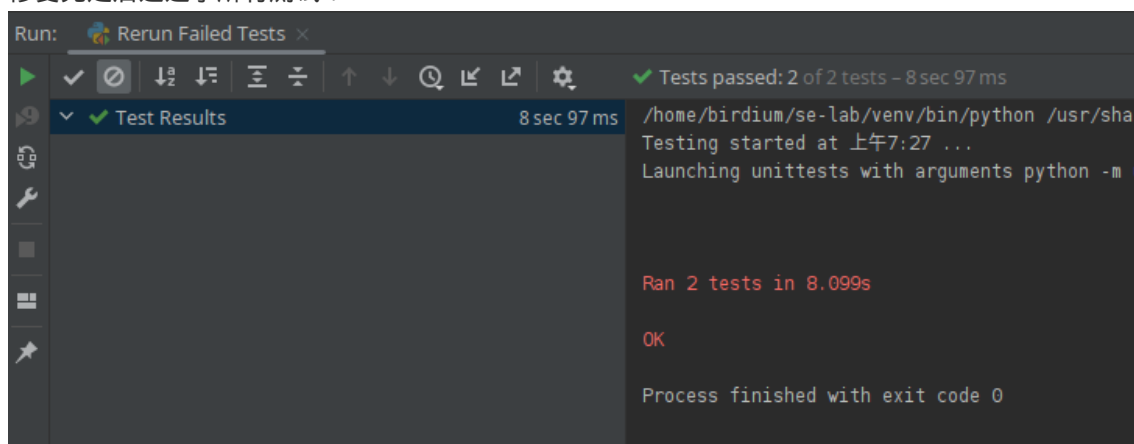 Run:
Rerun Failed Tests
Tests passed: 2 of 2 tests – 8 sec 97 ms
Test Results
8 sec 97 ms
/home/birdium/se-lab/venv/bin/python /usr/sha
Testing started at 上午7:27 ...
Launching unittests with arguments python -m
Ran 2 tests in 8.099s
OK
Process finished with exit code 0